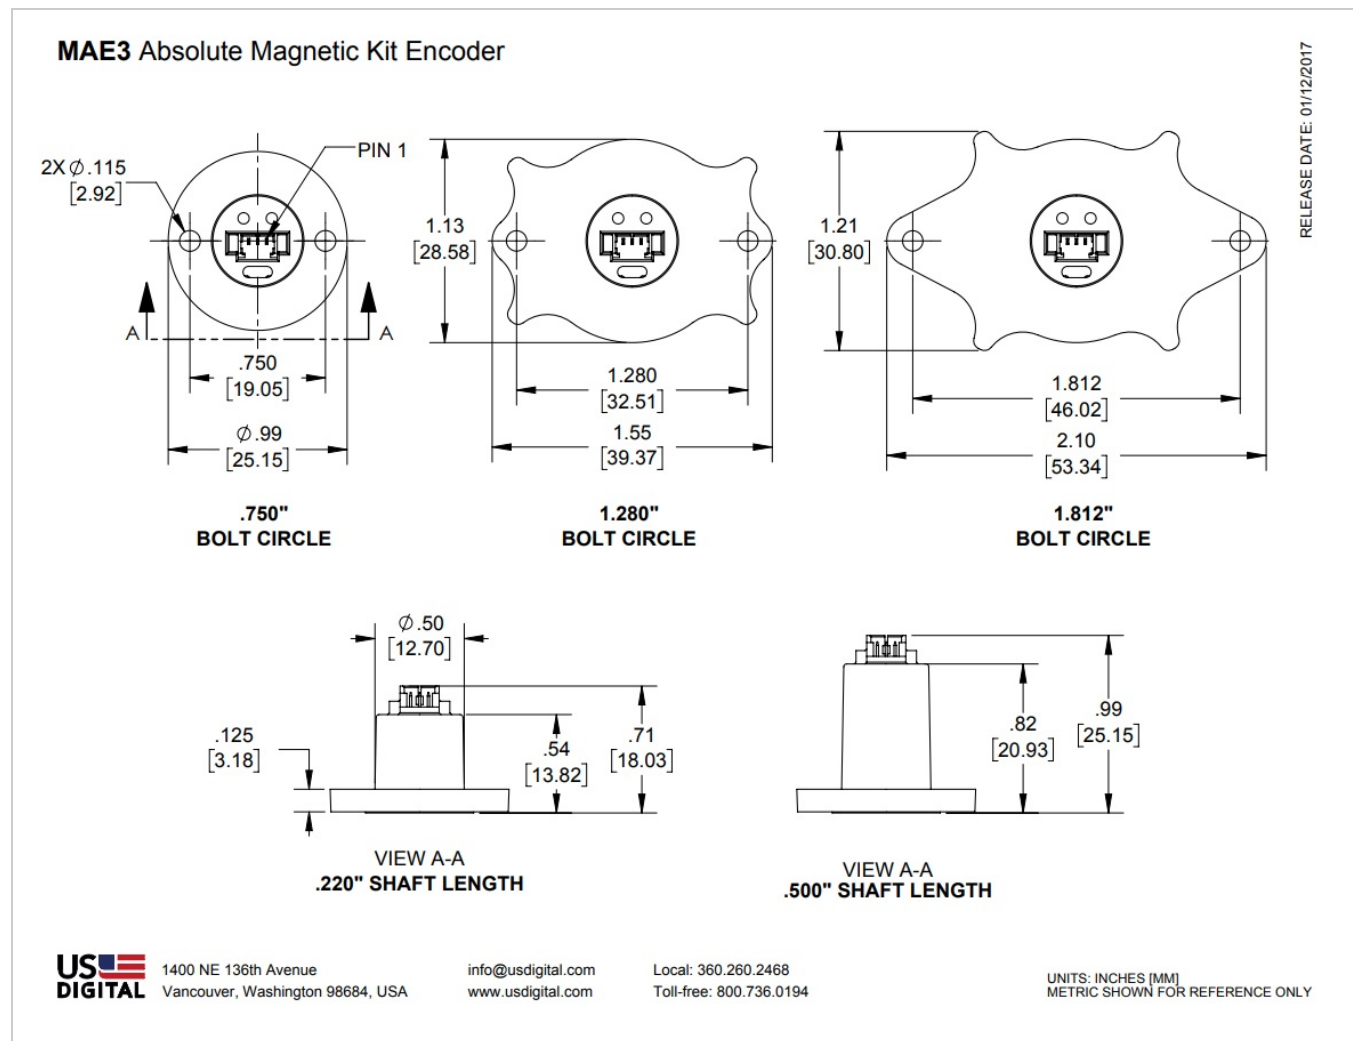 MAE3 Absolute Magnetic Kit Encoder
RELEASE DATE: 01/12/2017
2X Ø .115
[2.92]
PIN 1
A
A
.750
[19.05]
Ø .99
[25.15]
.750"
BOLT CIRCLE
1.13
[28.58]
1.280
[32.51]
1.55
[39.37]
1.280"
BOLT CIRCLE
1.21
[30.80]
1.812
[46.02]
2.10
[53.34]
1.812"
BOLT CIRCLE
Ø .50
[12.70]
.125
[3.18]
.54
[13.82]
.71
[18.03]
VIEW A-A
.220" SHAFT LENGTH
.82
[20.93]
.99
[25.15]
VIEW A-A
.500" SHAFT LENGTH
US
DIGITAL
1400 NE 136th Avenue
Vancouver, Washington 98684, USA
info@usdigital.com
www.usdigital.com
Local: 360.260.2468
Toll-free: 800.736.0194
UNITS: INCHES [MM]
METRIC SHOWN FOR REFERENCE ONLY